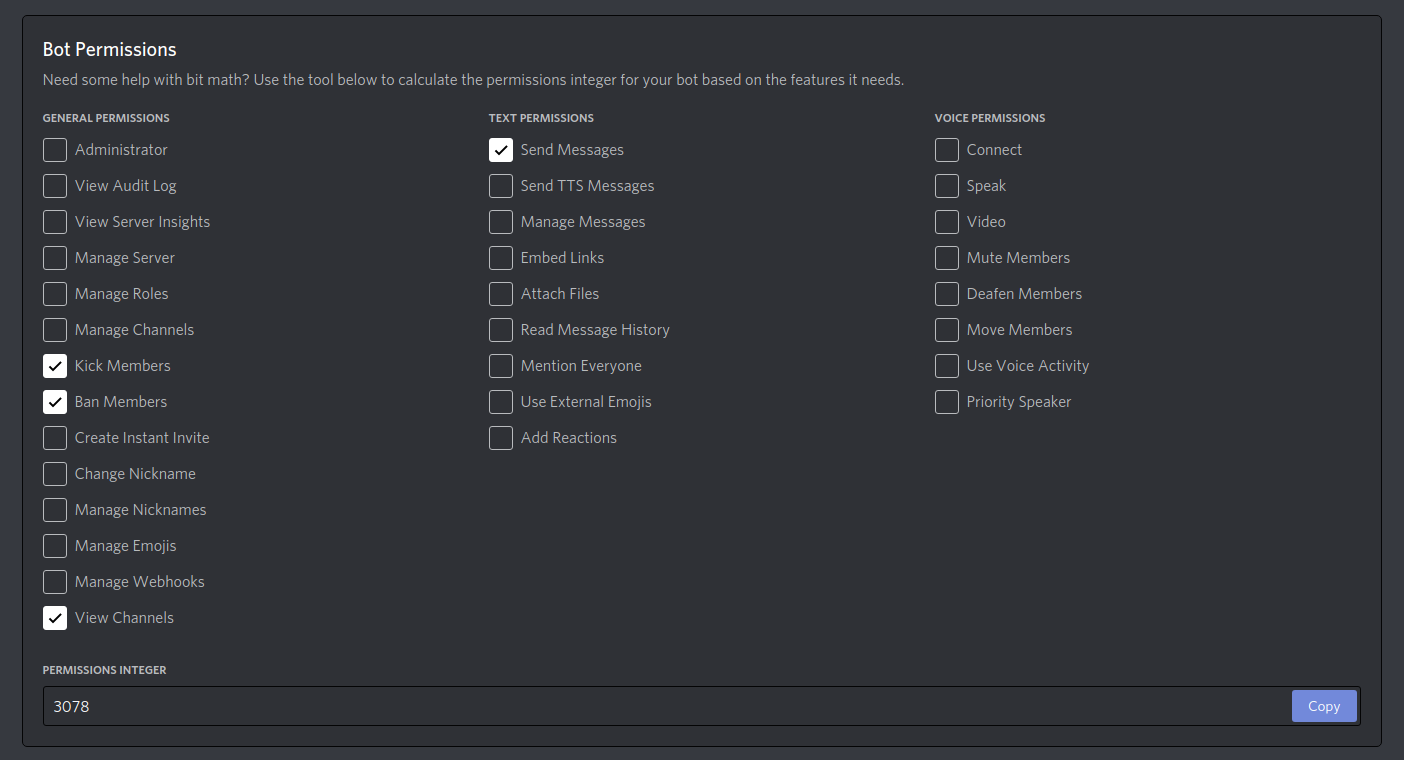 Bot Permissions
Need some help with bit math? Use the tool below to calculate the permissions integer for your bot based on the features it needs.
GENERAL PERMISSIONS
Administrator
View Audit Log
View Server Insights
Manage Server
Manage Roles
Manage Channels
Kick Members
Ban Members
Create Instant Invite
Change Nickname
Manage Nicknames
Manage Emojis
Manage Webhooks
View Channels
TEXT PERMISSIONS
Send Messages
Send TTS Messages
Manage Messages
Embed Links
Attach Files
Read Message History
Mention Everyone
Use External Emojis
Add Reactions
VOICE PERMISSIONS
Connect
Speak
Video
Mute Members
Deafen Members
Move Members
Use Voice Activity
Priority Speaker
PERMISSIONS INTEGER
3078
Copy